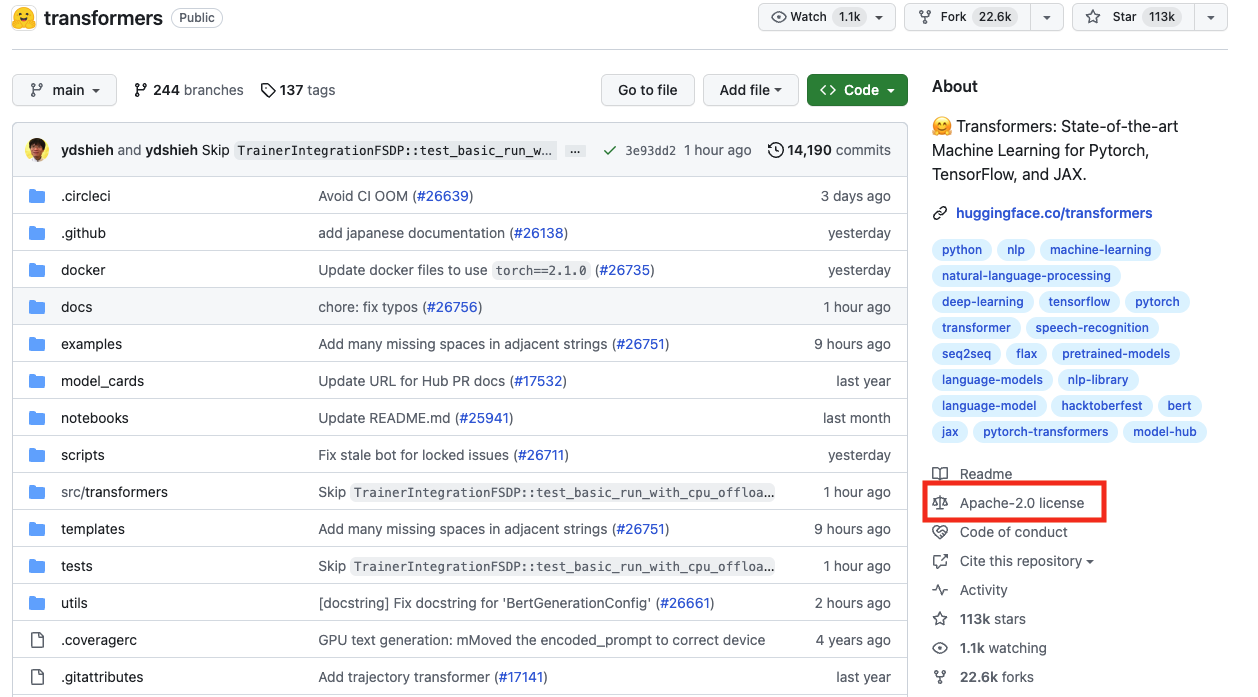 transformers Public
Watch 1.1k
Fork 22.6k
Star 113k
main
244 branches
137 tags
Go to file
Add file
Code
ydshieh and ydshieh Skip TrainerIntegrationFSDP::test_basic_run_w… ... 3e93dd2 1 hour ago 14,190 commits
.circleci Avoid CI OOM (#26639) 3 days ago
.github add japanese documentation (#26138) yesterday
docker Update docker files to use torch==2.1.0 (#26735) yesterday
docs chore: fix typos (#26756) 1 hour ago
examples Add many missing spaces in adjacent strings (#26751) 9 hours ago
model_cards Update URL for Hub PR docs (#17532) last year
notebooks Update README.md (#25941) last month
scripts Fix stale bot for locked issues (#26711) yesterday
src/transformers Skip TrainerIntegrationFSDP::test_basic_run_with_cpu_offloa… 1 hour ago
templates Add many missing spaces in adjacent strings (#26751) 9 hours ago
tests Skip TrainerIntegrationFSDP::test_basic_run_with_cpu_offloa… 1 hour ago
utils [docstring] Fix docstring for 'BertGenerationConfig' (#26661) 2 hours ago
.coveragerc GPU text generation: mMoved the encoded_prompt to correct device 4 years ago
.gitattributes Add trajectory transformer (#17141) last year
About
🤗 Transformers: State-of-the-art
Machine Learning for Pytorch,
TensorFlow, and JAX.
huggingface.co/transformers
python nlp machine-learning
natural-language-processing
deep-learning tensorflow pytorch
transformer speech-recognition
seq2seq flax pretrained-models
language-models nlp-library
language-model hacktoberfest bert
jax pytorch-transformers model-hub
Readme
Apache-2.0 license
Code of conduct
Cite this repository
Activity
113k stars
1.1k watching
22.6k forks